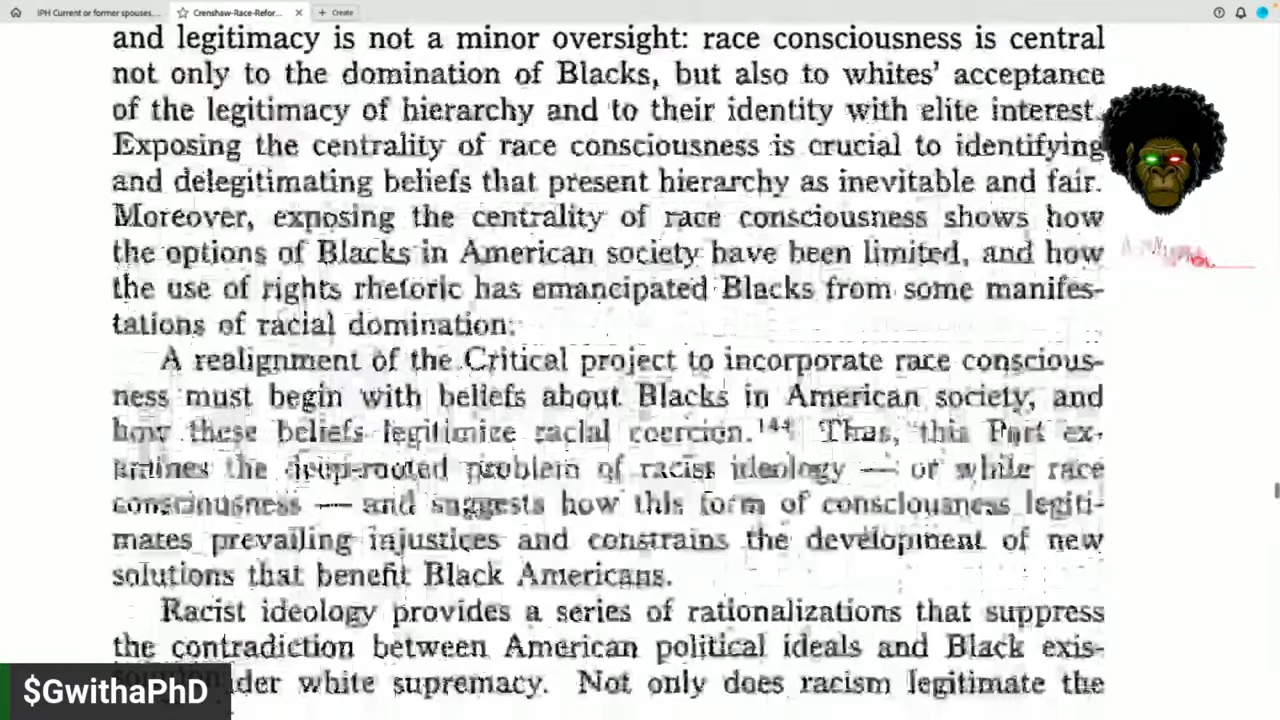 IPH Current or former spouses...
Crenshaw-Race-Refor...
+ Create
and legitimacy is not a minor oversight: race consciousness is central
not only to the domination of Blacks, but also to whites' acceptance
of the legitimacy of hierarchy and to their identity with elite interest.
Exposing the centrality of race consciousness is crucial to identifying
and delegitimating beliefs that present hierarchy as inevitable and fair.
Moreover, exposing the centrality of race consciousness shows how
the options of Blacks in American society have been limited, and how
the use of rights rhetoric has emancipated Blacks from some manifes-
tations of racial domination.
A realignment of the Critical project to incorporate race conscious-
ness must begin with beliefs about Blacks in American society, and
how these beliefs legitimize racial coercion.144 Thus, this Part ex-
amines the deep-rooted problem of racist ideology — or white race
consciousness — and suggests how this form of consciousness legiti-
mates prevailing injustices and constrains the development of new
solutions that benefit Black Americans.
Racist ideology provides a series of rationalizations that suppress
the contradiction between American political ideals and Black exis-
der white supremacy. Not only does racism legitimate the
$GwithaPhD